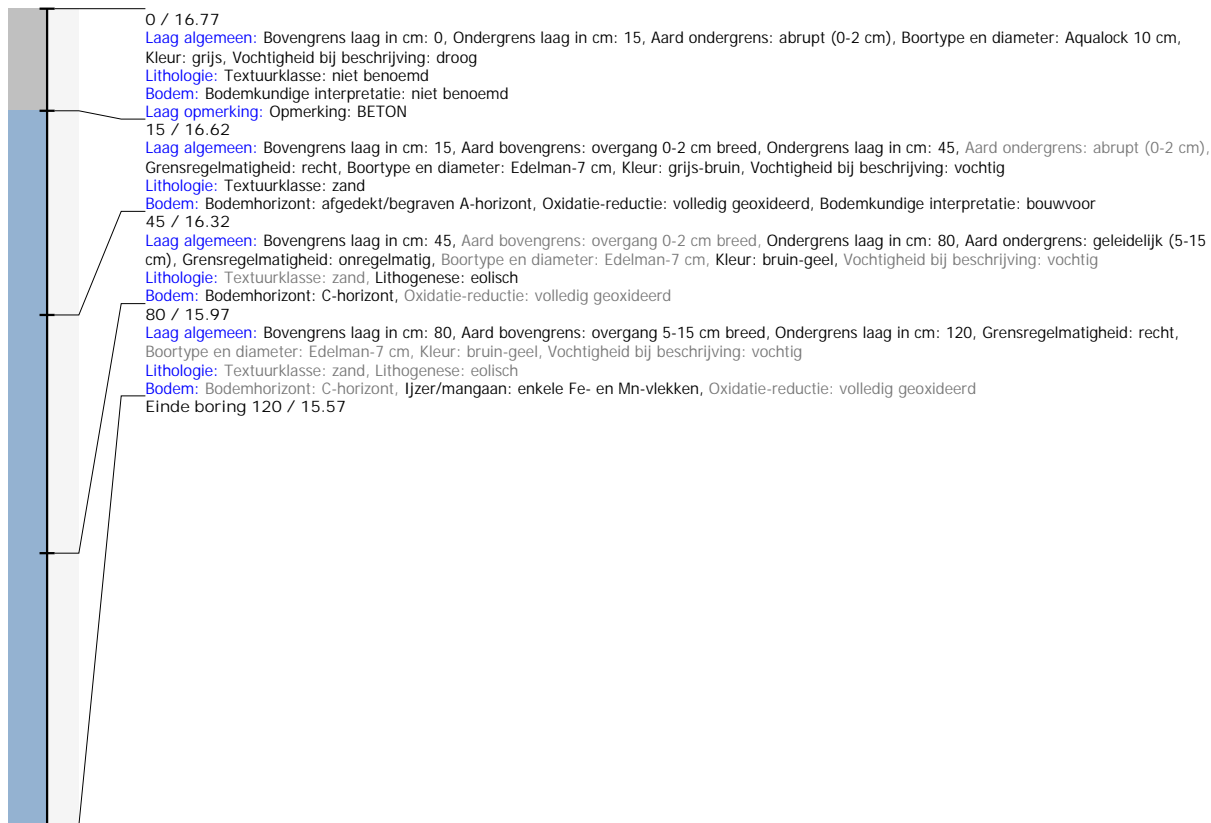 0 / 16.77
Laag algemeen: Bovengrens laag in cm: 0, Ondergrens laag in cm: 15, Aard ondergrens: abrupt (0-2 cm), Boortype en diameter: Aqualock 10 cm,
Kleur: grijs, Vochtigheid bij beschrijving: droog
Lithologie: Textuurklasse: niet benoemd
Bodem: Bodemkundige interpretatie: niet benoemd
Laag opmerking: Opmerking: BETON
15 / 16.62
Laag algemeen: Bovengrens laag in cm: 15, Aard bovengrens: overgang 0-2 cm breed, Ondergrens laag in cm: 45, Aard ondergrens: abrupt (0-2 cm),
Grensregelmatigheid: recht, Boortype en diameter: Edelman-7 cm, Kleur: grijs-bruin, Vochtigheid bij beschrijving: vochtig
Lithologie: Textuurklasse: zand
Bodem: Bodemhorizont: afgedekt/begraven A-horizont, Oxidatie-reductie: volledig geoxideerd, Bodemkundige interpretatie: bouwvoor
45 / 16.32
Laag algemeen: Bovengrens laag in cm: 45, Aard bovengrens: overgang 0-2 cm breed, Ondergrens laag in cm: 80, Aard ondergrens: geleidelijk (5-15
cm), Grensregelmatigheid: onregelmatig, Boortype en diameter: Edelman-7 cm, Kleur: bruin-geel, Vochtigheid bij beschrijving: vochtig
Lithologie: Textuurklasse: zand, Lithogenese: eolisch
Bodem: Bodemhorizont: C-horizont, Oxidatie-reductie: volledig geoxideerd
80 / 15.97
Laag algemeen: Bovengrens laag in cm: 80, Aard bovengrens: overgang 5-15 cm breed, Ondergrens laag in cm: 120, Grensregelmatigheid: recht,
Boortype en diameter: Edelman-7 cm, Kleur: bruin-geel, Vochtigheid bij beschrijving: vochtig
Lithologie: Textuurklasse: zand, Lithogenese: eolisch
Bodem: Bodemhorizont: C-horizont, Ijzer/mangaan: enkele Fe- en Mn-vlekken, Oxidatie-reductie: volledig geoxideerd
Einde boring 120 / 15.57